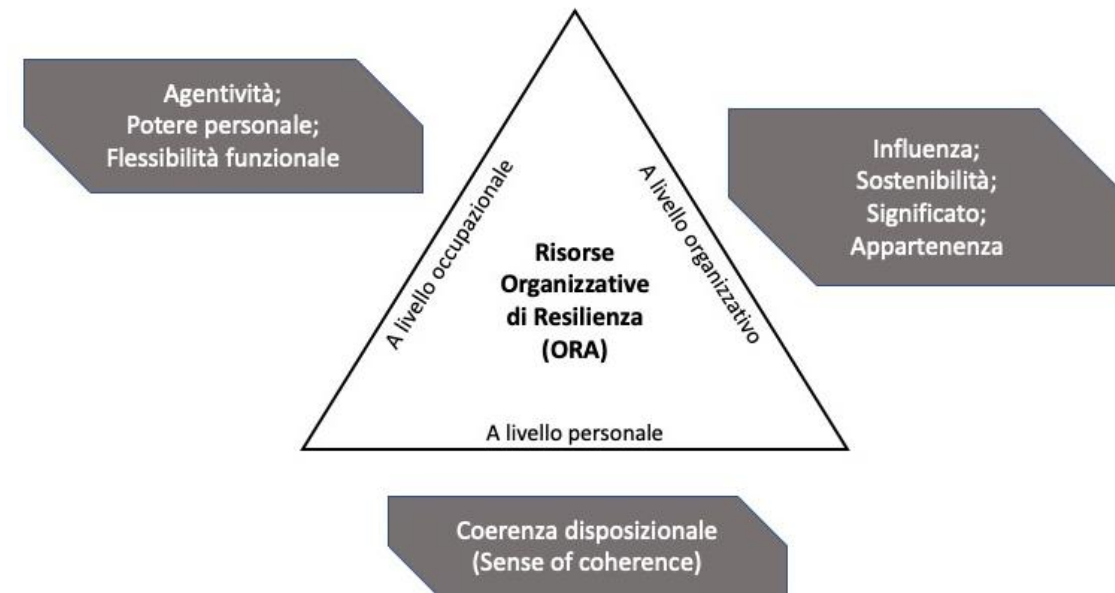 Agentività;
Potere personale;
Flessibilità funzionale
Influenza;
Sostenibilità;
Significato;
Appartenenza
A livello occupazionale
A livello organizzativo
Risorse
Organizzative
di Resilienza
(ORA)
A livello personale
Coerenza disposizionale
(Sense of coherence)